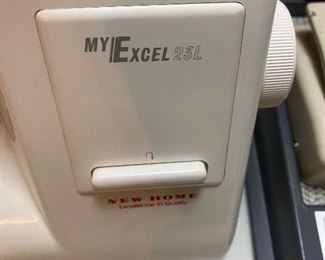 MY EXCEL 23L
NEW HOME
Excellence in Quality